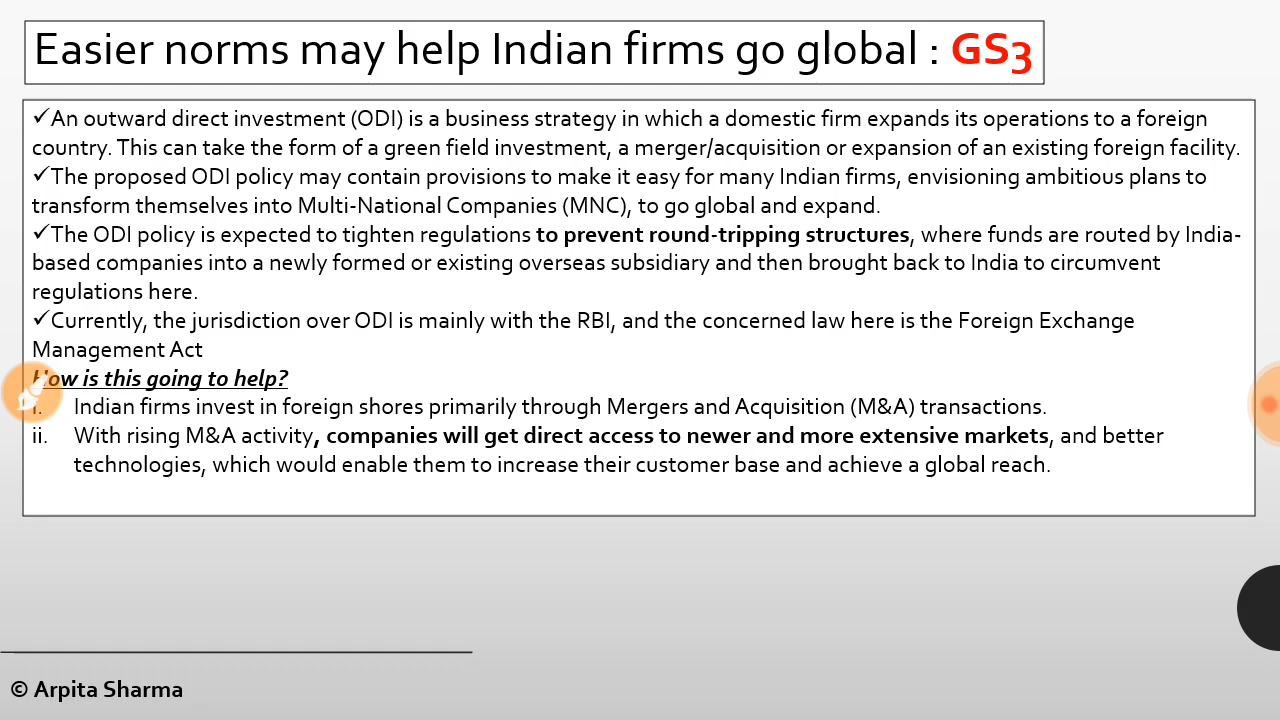 Easier norms may help Indian firms go global : GS3
✓An outward direct investment (ODI) is a business strategy in which a domestic firm expands its operations to a foreign
country. This can take the form of a green field investment, a merger/acquisition or expansion of an existing foreign facility.
✓The proposed ODI policy may contain provisions to make it easy for many Indian firms, envisioning ambitious plans to
transform themselves into Multi-National Companies (MNC), to go global and expand.
✓The ODI policy is expected to tighten regulations to prevent round-tripping structures, where funds are routed by India-
based companies into a newly formed or existing overseas subsidiary and then brought back to India to circumvent
regulations here.
✓Currently, the jurisdiction over ODI is mainly with the RBI, and the concerned law here is the Foreign Exchange
Management Act
How is this going to help?
i. Indian firms invest in foreign shores primarily through Mergers and Acquisition (M&A) transactions.
ii. With rising M&A activity, companies will get direct access to newer and more extensive markets, and better
technologies, which would enable them to increase their customer base and achieve a global reach.
© Arpita Sharma